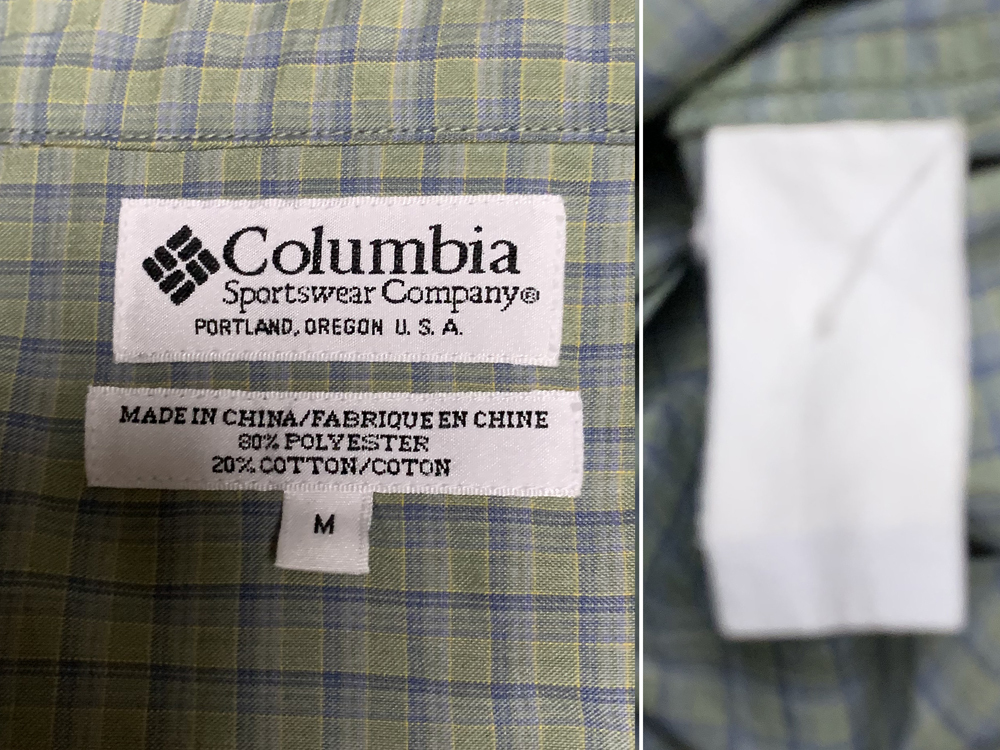 Columbia
Sportswear Company®
PORTLAND, OREGON U.S.A.
MADE IN CHINA/FABRIQUE EN CHINE
80% POLYESTER
20% COTTON/COTON
M